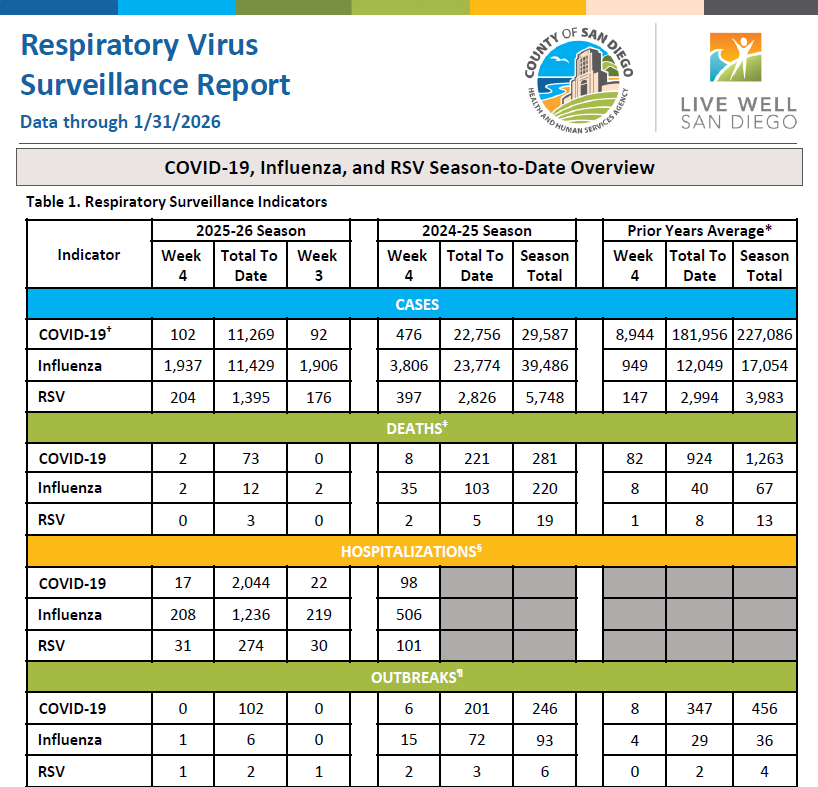 Respiratory Virus
Surveillance Report
Data through 1/31/2026
COUNTY OF SAN DIEGO
HEALTH AND HUMAN SERVICES AGENCY
LIVE WELL
SAN DIEGO
COVID-19, Influenza, and RSV Season-to-Date Overview
Table 1. Respiratory Surveillance Indicators
Indicator 2025-26 Season 2024-25 Season Prior Years Average*
Week 4 Total To Date Week 3 Week 4 Total To Date Season Total Week 4 Total To Date Season Total
CASES
COVID-19† 102 11,269 92 476 22,756 29,587 8,944 181,956 227,086
Influenza 1,937 11,429 1,906 3,806 23,774 39,486 949 12,049 17,054
RSV 204 1,395 176 397 2,826 5,748 147 2,994 3,983
DEATHS‡
COVID-19 2 73 0 8 221 281 82 924 1,263
Influenza 2 12 2 35 103 220 8 40 67
RSV 0 3 0 2 5 19 1 8 13
HOSPITALIZATIONS§
COVID-19 17 2,044 22 98
Influenza 208 1,236 219 506
RSV 31 274 30 101
OUTBREAKS¶
COVID-19 0 102 0 6 201 246 8 347 456
Influenza 1 6 0 15 72 93 4 29 36
RSV 1 2 1 2 3 6 0 2 4